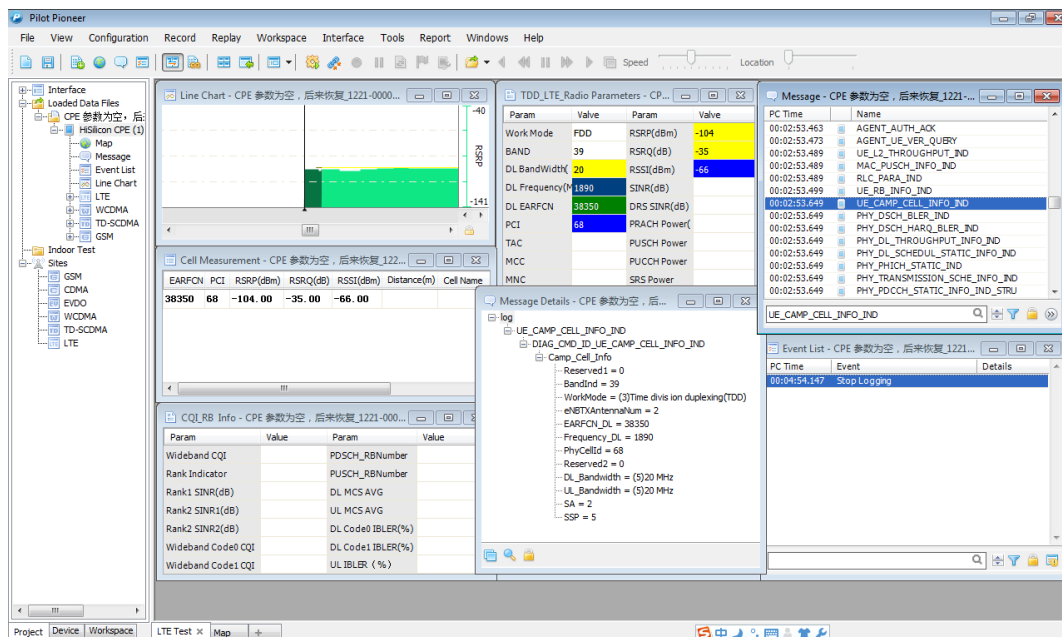 Pilot Pioneer
File View Configuration Record Replay Workspace Interface Tools Report Windows Help
Speed Location
Interface
Loaded Data Files
CPE 参数为空，后
HiSilicon CPE (1)
Map
Message
Event List
Line Chart
LTE
WCDMA
TD-SCDMA
GSM
Indoor Test
Sites
GSM
CDMA
EVDO
WCDMA
TD-SCDMA
LTE
Project Device Workspace
Line Chart - CPE 参数为空，后来恢复_1221-0000...
-40
RSRP
-141
Cell Measurement - CPE 参数为空，后来恢复_122...
EARFCN PCI RSRP(dBm) RSRQ(dB) RSSI(dBm) Distance(m) Cell Name
38350 68 -104.00 -35.00 -66.00
CQI_RB Info - CPE 参数为空，后来恢复_1221-000...
Param Value Param Value
Wideband CQI PDSCH_RBNumber
Rank Indicator PUSCH_RBNumber
Rank1 SINR(dB) DL MCS AVG
Rank2 SINR1(dB) UL MCS AVG
Rank2 SINR2(dB) DL Code0 IBLER(%)
Wideband Code0 CQI DL Code1 IBLER(%)
Wideband Code1 CQI UL IBLER（%）
TDD_LTE_Radio Parameters - CP...
Param Valve Param Valve
Work Mode FDD RSRP(dBm) -104
BAND 39 RSRQ(dB) -35
DL BandWidth( 20 RSSI(dBm) -66
DL Frequency(M 1890 SINR(dB)
DL EARFCN 38350 DRS SINR(dB)
PCI 68 PRACH Power(
TAC PUSCH Power
MCC PUCCH Power
MNC SRS Power
Message Details - CPE 参数为空，后...
log
UE_CAMP_CELL_INFO_IND
DIAG_CMD_ID_UE_CAMP_CELL_INFO_IND
Camp_Cell_Info
Reserved1 = 0
BandInd = 39
WorkMode = (3)Time divis ion duplexing(TDD)
eNBTXAntennaNum = 2
EARFCN_DL = 38350
Frequency_DL = 1890
PhyCellId = 68
Reserved2 = 0
DL_Bandwidth = (5)20 MHz
UL_Bandwidth = (5)20 MHz
SA = 2
SSP = 5
Message - CPE 参数为空，后来恢复_1221-...
PC Time Name
00:02:53.463 AGENT_AUTH_ACK
00:02:53.473 AGENT_UE_VER_QUERY
00:02:53.489 UE_L2_THROUGHPUT_IND
00:02:53.489 MAC_PUSCH_INFO_IND
00:02:53.489 RLC_PARA_IND
00:02:53.499 UE_RB_INFO_IND
00:02:53.649 UE_CAMP_CELL_INFO_IND
00:02:53.649 PHY_DSCH_BLER_IND
00:02:53.649 PHY_DSCH_HARQ_BLER_IND
00:02:53.649 PHY_DL_THROUGHPUT_INFO_IND
00:02:53.649 PHY_DL_SCHEDUL_STATIC_INFO_IND
00:02:53.649 PHY_PHICH_STATIC_IND
00:02:53.649 PHY_TRANSMISSION_SCHE_INFO_IND
00:02:53.649 PHY_PDCCH_STATIC_INFO_IND_STRU
UE_CAMP_CELL_INFO_IND
Event List - CPE 参数为空，后来恢复_1221...
PC Time Event Details
00:04:54.147 Stop Logging
LTE Test × Map +
S 中